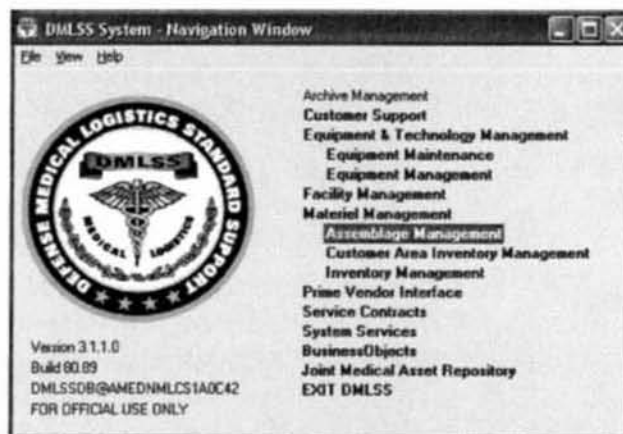 DMLSS System - Navigation Window
File View Help
DEFENSE MEDICAL LOGISTICS STANDARD SUPPORT
DMLSS
MEDICAL LOGISTICS
Archive Management
Customer Support
Equipment & Technology Management
Equipment Maintenance
Equipment Management
Facility Management
Materiel Management
Assemblage Management
Customer Area Inventory Management
Inventory Management
Prime Vendor Interface
Service Contracts
System Services
BusinessObjects
Joint Medical Asset Repository
EXIT DMLSS
Version 3.1.1.0
Build 80.89
DMLSSDB@AMEDNMLCS1A0C42
FOR OFFICIAL USE ONLY